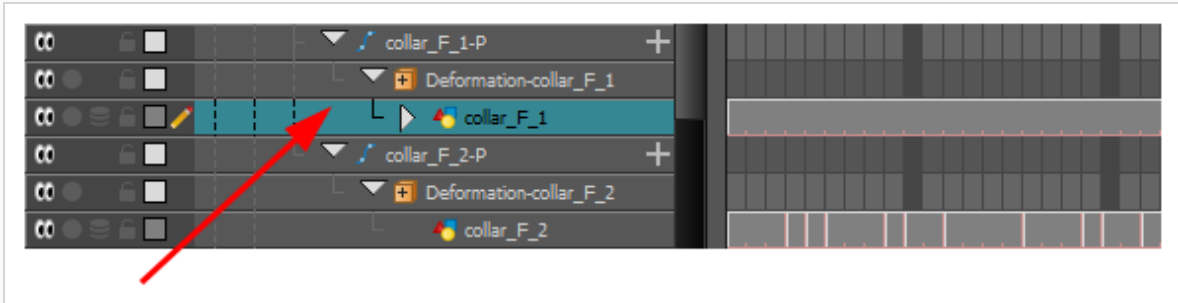 collar_F_1-P
Deformation-collar_F_1
collar_F_1
collar_F_2-P
Deformation-collar_F_2
collar_F_2